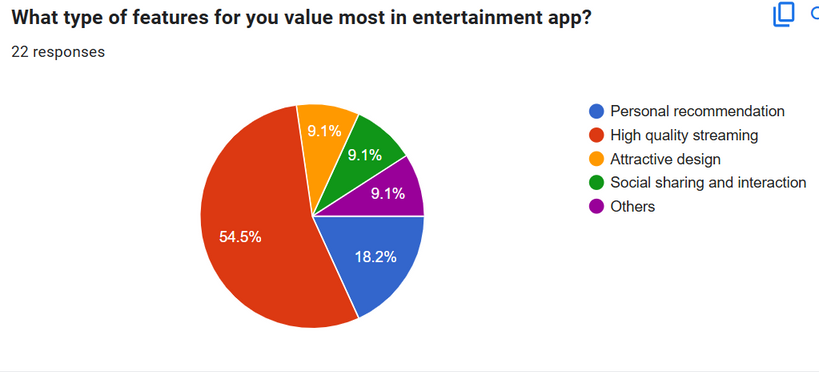 What type of features for you value most in entertainment app?
22 responses
Personal recommendation
High quality streaming
Attractive design
Social sharing and interaction
Others
9.1%
9.1%
9.1%
54.5%
18.2%